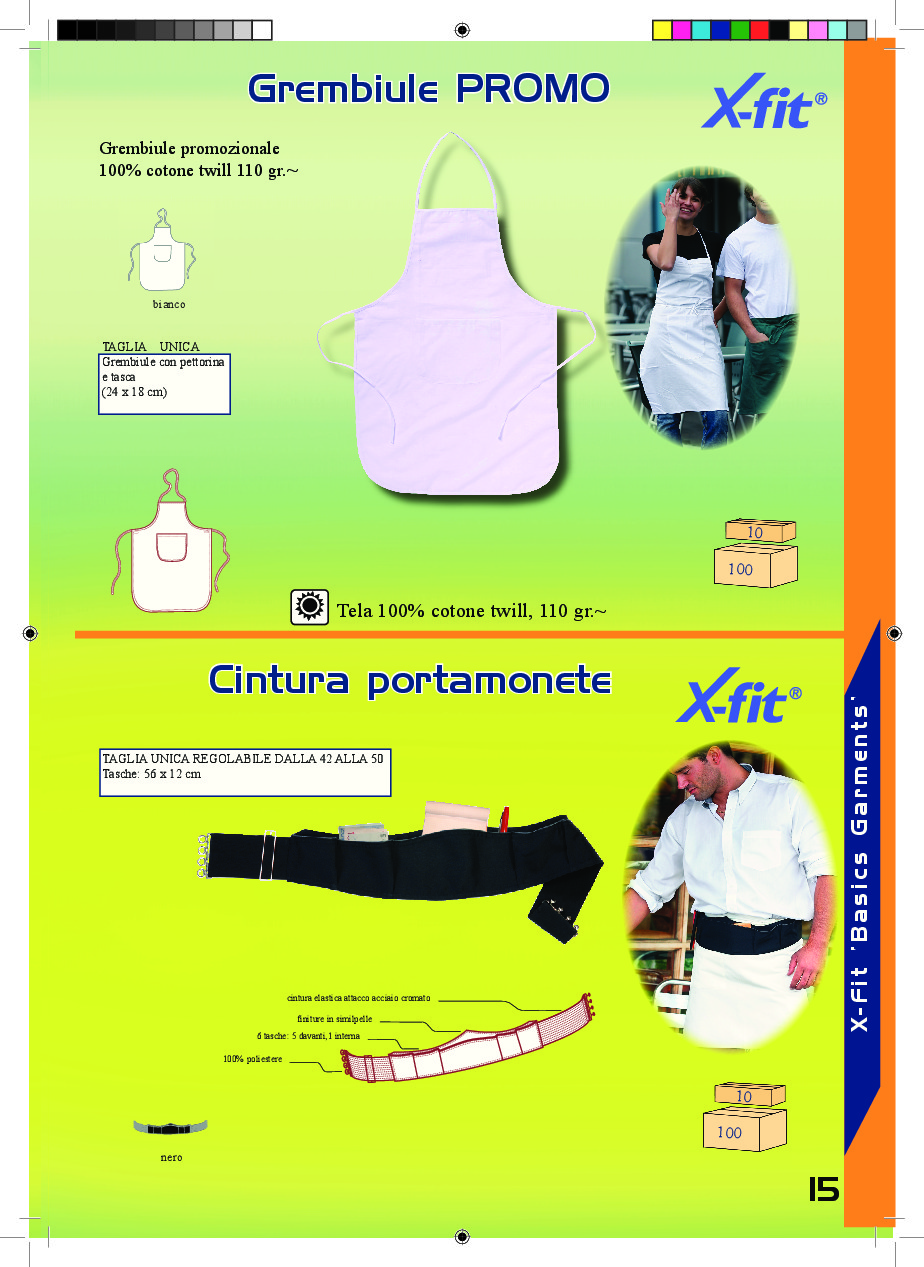 Grembiule PROMO
X-fit®
Grembiule promozionale
100% cotone twill 110 gr.~
bianco
TAGLIA UNICA
Grembiule con pettorina
e tasca
(24 x 18 cm)
10
100
Tela 100% cotone twill, 110 gr.~
Cintura portamonete
X-fit®
TAGLIA UNICA REGOLABILE DALLA 42 ALLA 50
Tasche: 56 x 12 cm
cintura elastica attacco acciaio cromato
finiture in similpelle
6 tasche: 5 davanti, 1 interna
100% poliestere
10
100
nero
X-Fit 'Basics Garments'
15